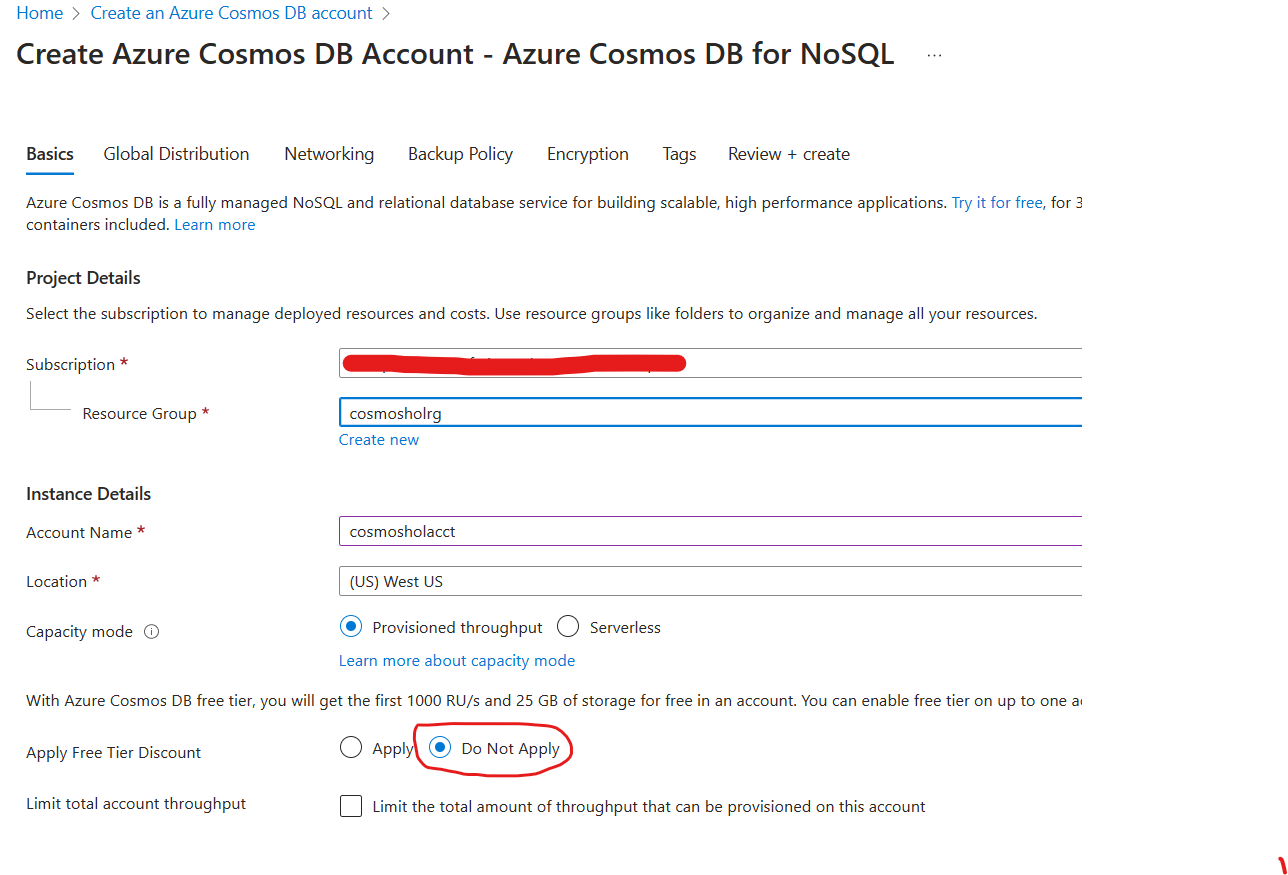 Home > Create an Azure Cosmos DB account >
Create Azure Cosmos DB Account - Azure Cosmos DB for NoSQL ...
Basics Global Distribution Networking Backup Policy Encryption Tags Review + create
Azure Cosmos DB is a fully managed NoSQL and relational database service for building scalable, high performance applications. Try it for free, for 3
containers included. Learn more
Project Details
Select the subscription to manage deployed resources and costs. Use resource groups like folders to organize and manage all your resources.
Subscription *
Resource Group * cosmosholrg
Create new
Instance Details
Account Name * cosmosholacct
Location * (US) West US
Capacity mode Provisioned throughput Serverless
Learn more about capacity mode
With Azure Cosmos DB free tier, you will get the first 1000 RU/s and 25 GB of storage for free in an account. You can enable free tier on up to one
Apply Free Tier Discount Apply Do Not Apply
Limit total account throughput Limit the total amount of throughput that can be provisioned on this account